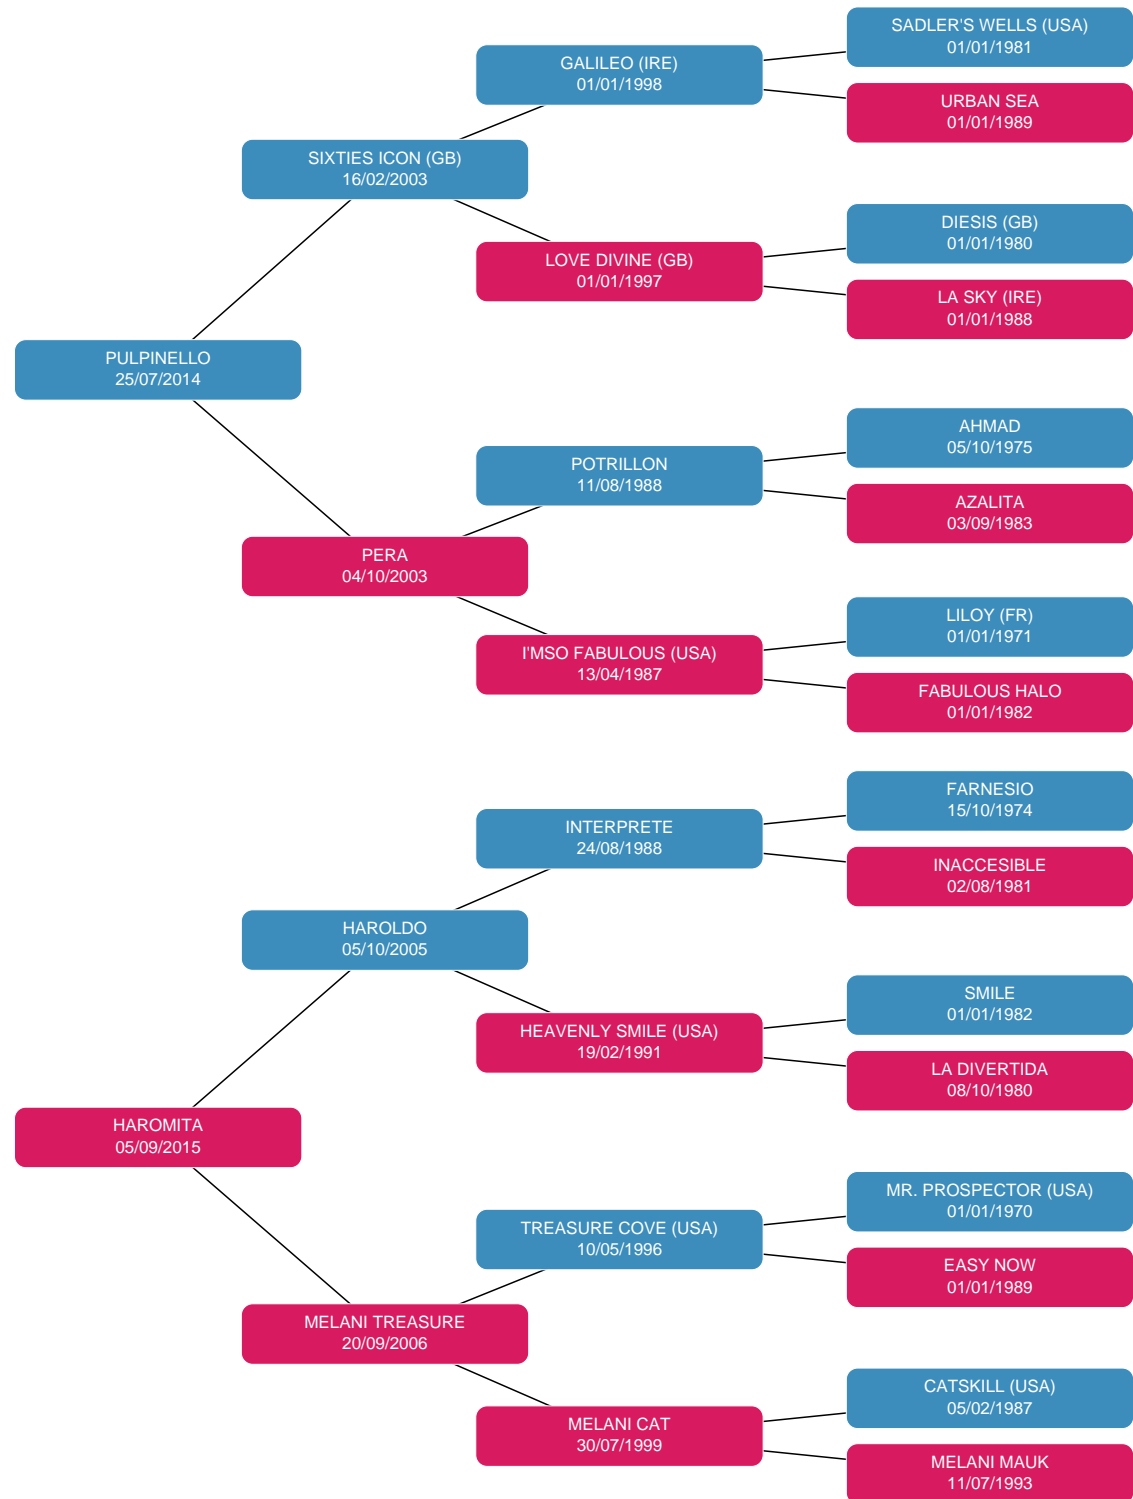 SADLER'S WELLS (USA)
01/01/1981
GALILEO (IRE)
01/01/1998
URBAN SEA
01/01/1989
SIXTIES ICON (GB)
16/02/2003
DIESIS (GB)
01/01/1980
LOVE DIVINE (GB)
01/01/1997
LA SKY (IRE)
01/01/1988
PULPINELLO
25/07/2014
AHMAD
05/10/1975
POTRILLON
11/08/1988
AZALITA
03/09/1983
PERA
04/10/2003
LILOY (FR)
01/01/1971
I'MSO FABULOUS (USA)
13/04/1987
FABULOUS HALO
01/01/1982
FARNESIO
15/10/1974
INTERPRETE
24/08/1988
INACCESIBLE
02/08/1981
HAROLDO
05/10/2005
SMILE
01/01/1982
HEAVENLY SMILE (USA)
19/02/1991
LA DIVERTIDA
08/10/1980
HAROMITA
05/09/2015
MR. PROSPECTOR (USA)
01/01/1970
TREASURE COVE (USA)
10/05/1996
EASY NOW
01/01/1989
MELANI TREASURE
20/09/2006
CATSKILL (USA)
05/02/1987
MELANI CAT
30/07/1999
MELANI MAUK
11/07/1993